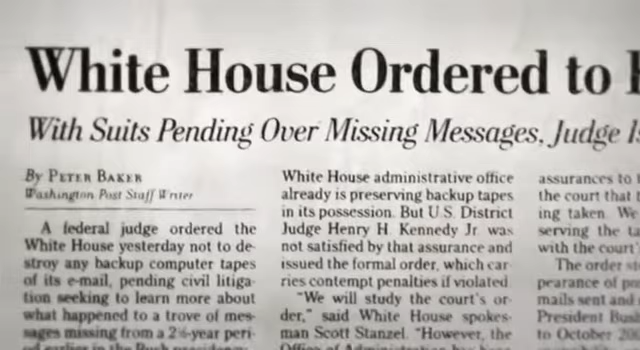 White House Ordered to
With Suits Pending Over Missing Messages, Judge
By PETER BAKER
Washington Post Staff Writer
A federal judge ordered the
White House yesterday not to de-
stroy any backup computer tapes
of its e-mail, pending civil litiga-
tion seeking to learn more about
what happened to a trove of mes-
sages missing from a 2½-year peri-
White House administrative office
already is preserving backup tapes
in its possession. But U.S. District
Judge Henry H. Kennedy Jr. was
not satisfied by that assurance and
issued the formal order, which car-
ries contempt penalties if violated.
"We will study the court's or-
der," said White House spokes-
man Scott Stanzel. "However, the
Office of Administration has been
assurances to
the court that
ing taken. We
serving the
with the court
The order
pearance of
mails sent and
President Bush
to October